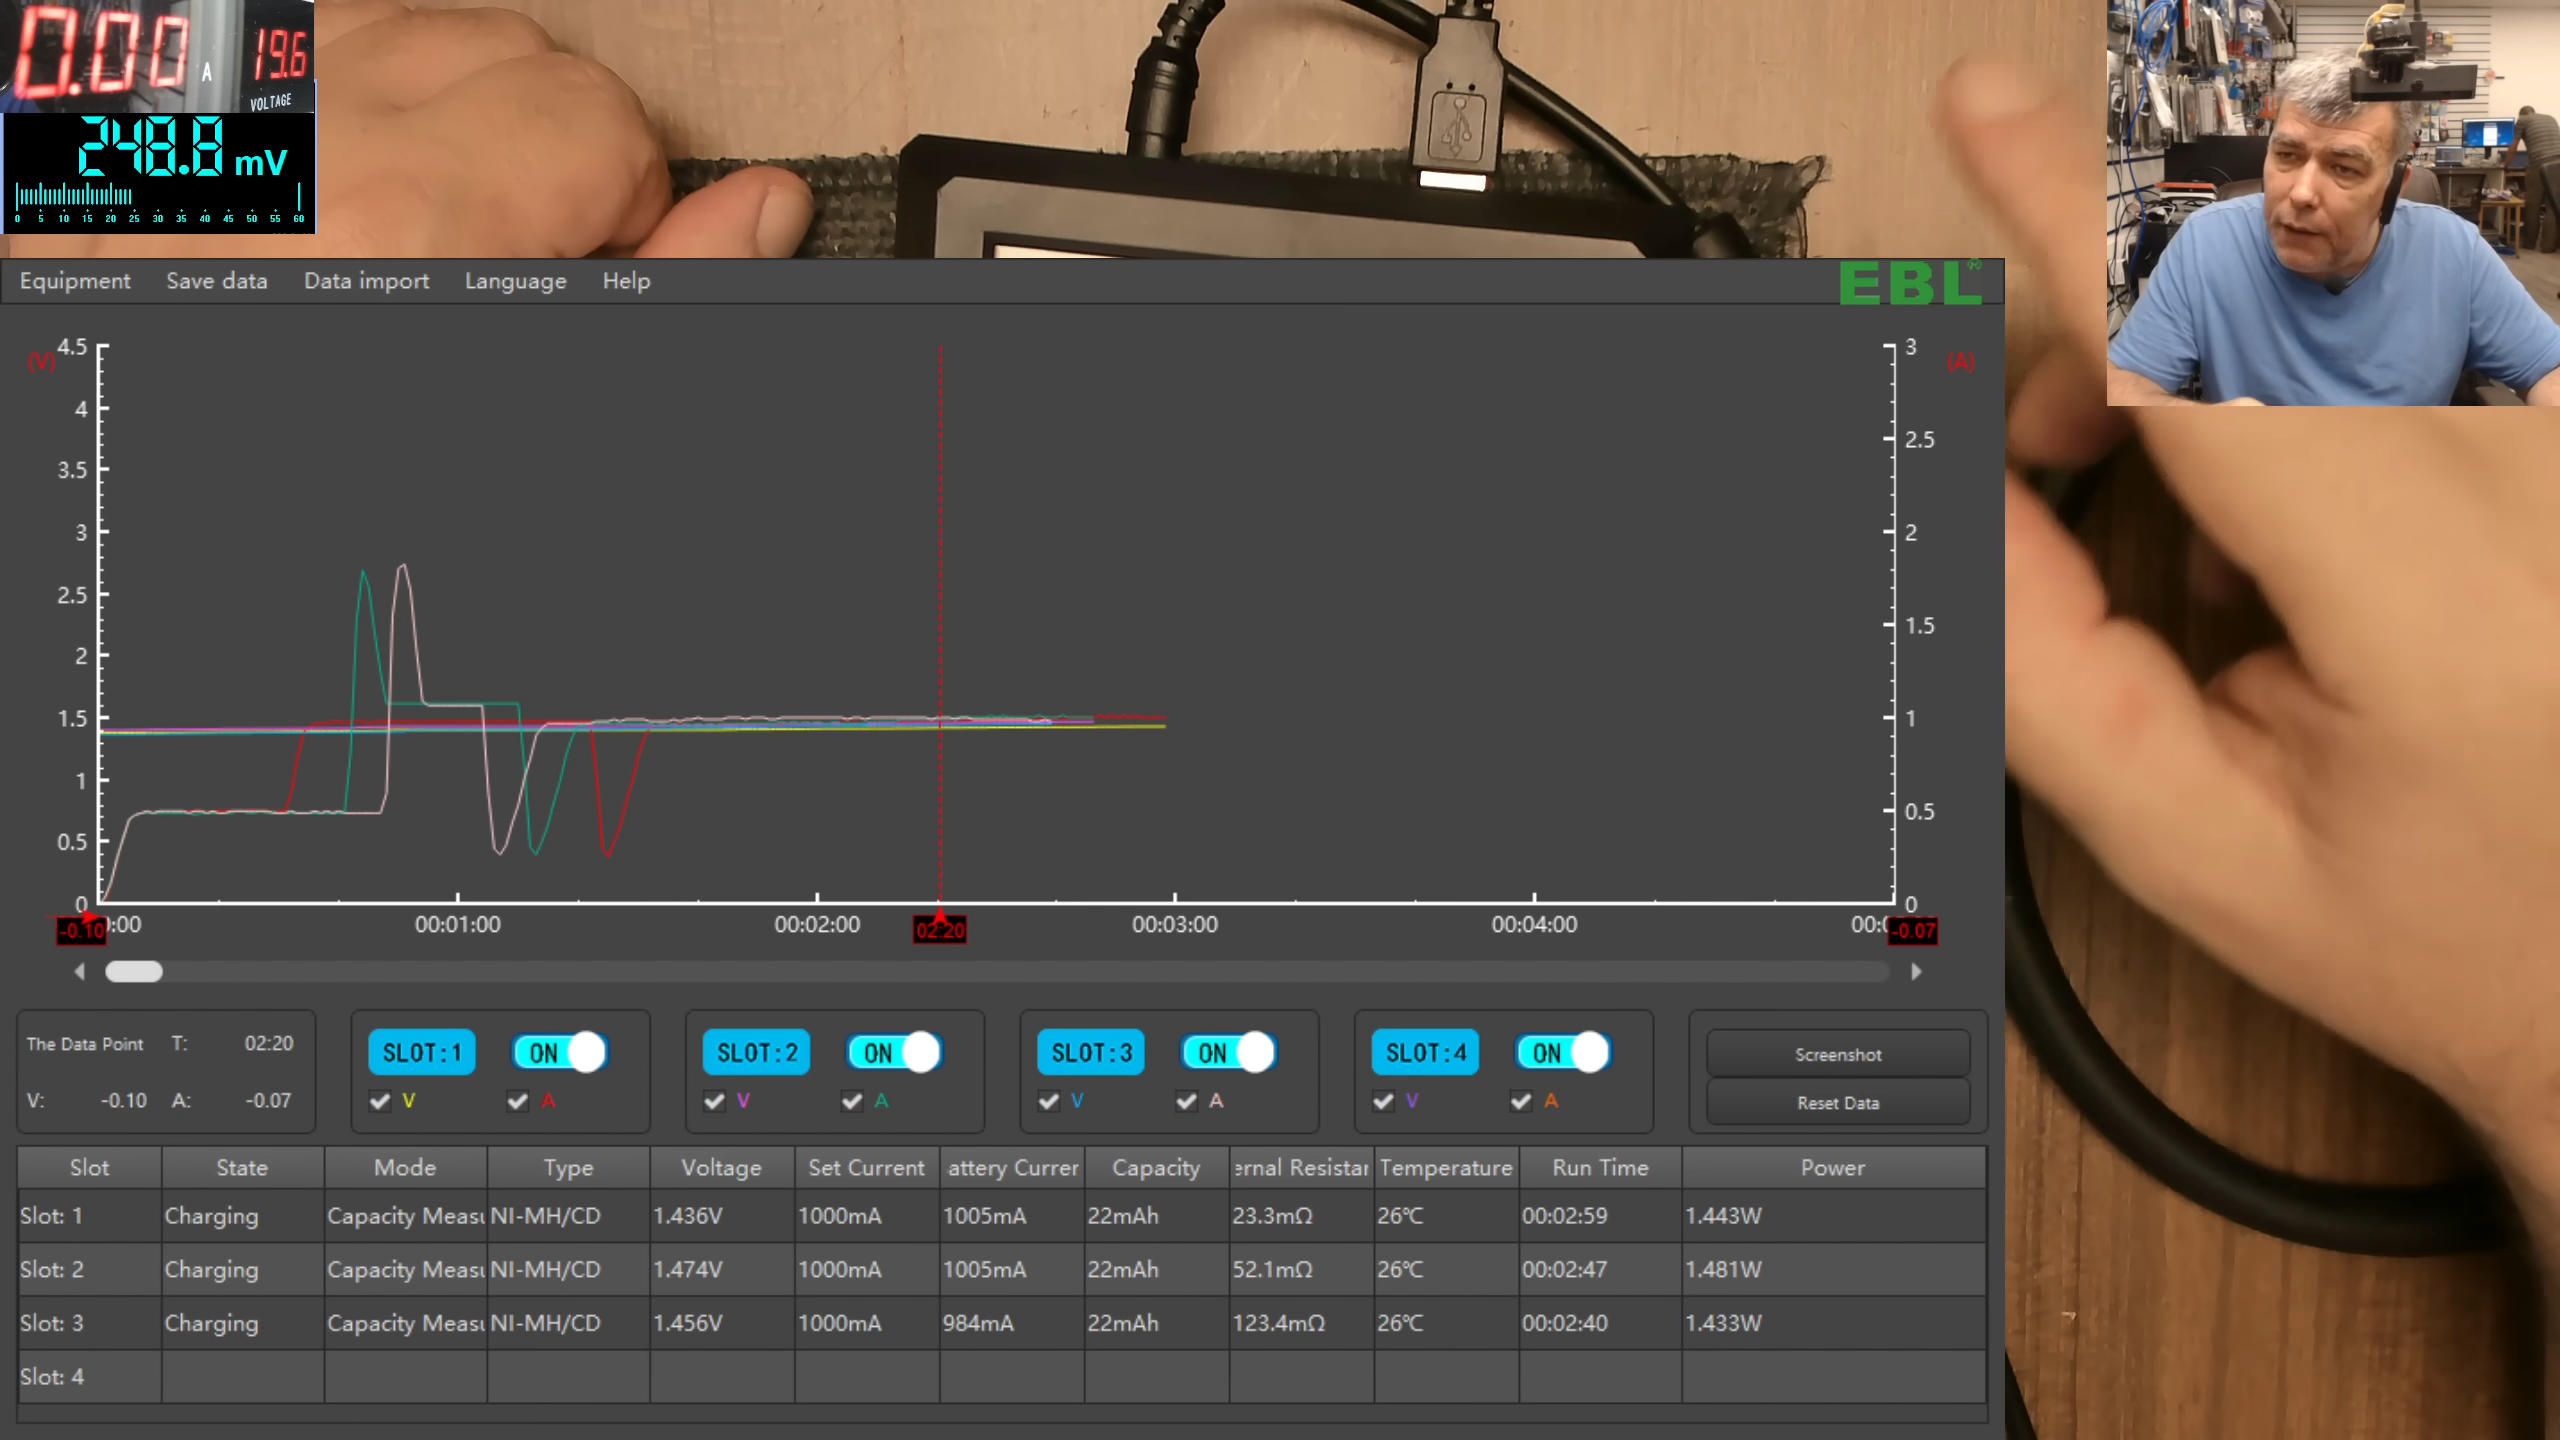 0.00 A 19.6
VOLTAGE
248.8 mV
0 5 10 15 20 25 30 35 40 45 50 55 60
Equipment Save data Data import Language Help EBL®
(V) (A)
4.5 3
4
3.5 2.5
3 2
2.5
2 1.5
1.5 1
1
0.5 0.5
0 0
-0.10 0:00 00:01:00 00:02:00 02:20 00:03:00 00:04:00 00:0 -0.07
The Data Point T: 02:20
V: -0.10 A: -0.07
SLOT:1 ON
V A
SLOT:2 ON
V A
SLOT:3 ON
V A
SLOT:4 ON
V A
Screenshot
Reset Data
Slot State Mode Type Voltage Set Current attery Currer Capacity ernal Resistar Temperature Run Time Power
Slot: 1 Charging Capacity Measu NI-MH/CD 1.436V 1000mA 1005mA 22mAh 23.3mΩ 26℃ 00:02:59 1.443W
Slot: 2 Charging Capacity Measu NI-MH/CD 1.474V 1000mA 1005mA 22mAh 52.1mΩ 26℃ 00:02:47 1.481W
Slot: 3 Charging Capacity Measu NI-MH/CD 1.456V 1000mA 984mA 22mAh 123.4mΩ 26℃ 00:02:40 1.433W
Slot: 4